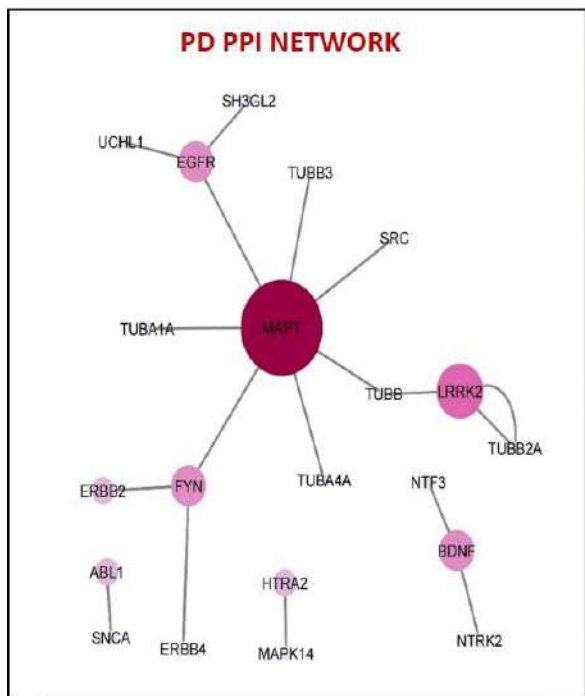 PD PPI NETWORK
SH3GL2
UCHL1
EGFR
TUBB3
SRC
TUBA1A
MAPT
TUBB
LRRK2
TUBB2A
TUBA4A
NTF3
ERBB2
FYN
BDNF
ABL1
HTRA2
SNCA
ERBB4
MAPK14
NTRK2